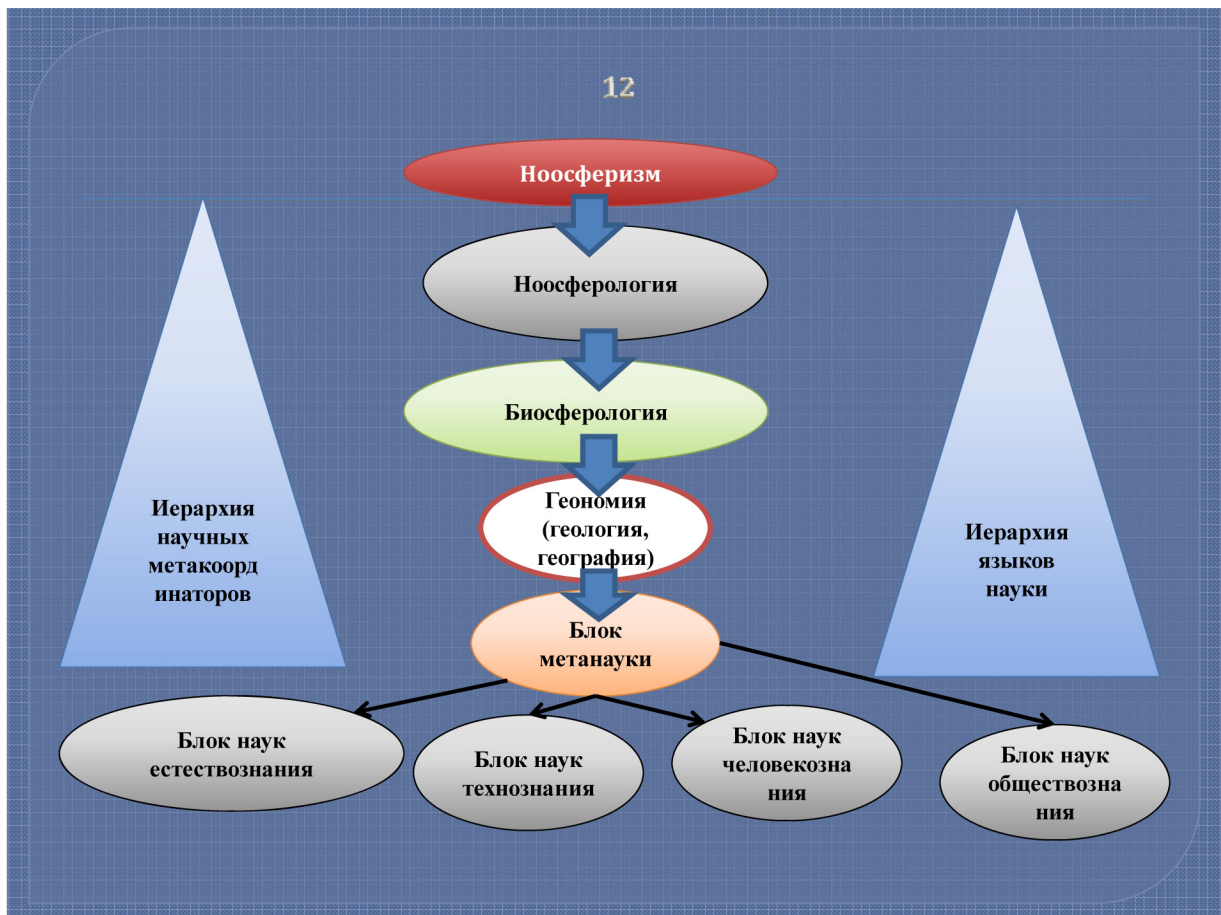 12
Ноосферизм
Ноосферология
Биосферология
Геономия
(геология,
география)
Иерархия
научных
метакоорд
инаторов
Иерархия
языков
науки
Блок
метанауки
Блок наук
естествознания
Блок наук
технознания
Блок наук
человекозна
ния
Блок наук
обществозна
ния